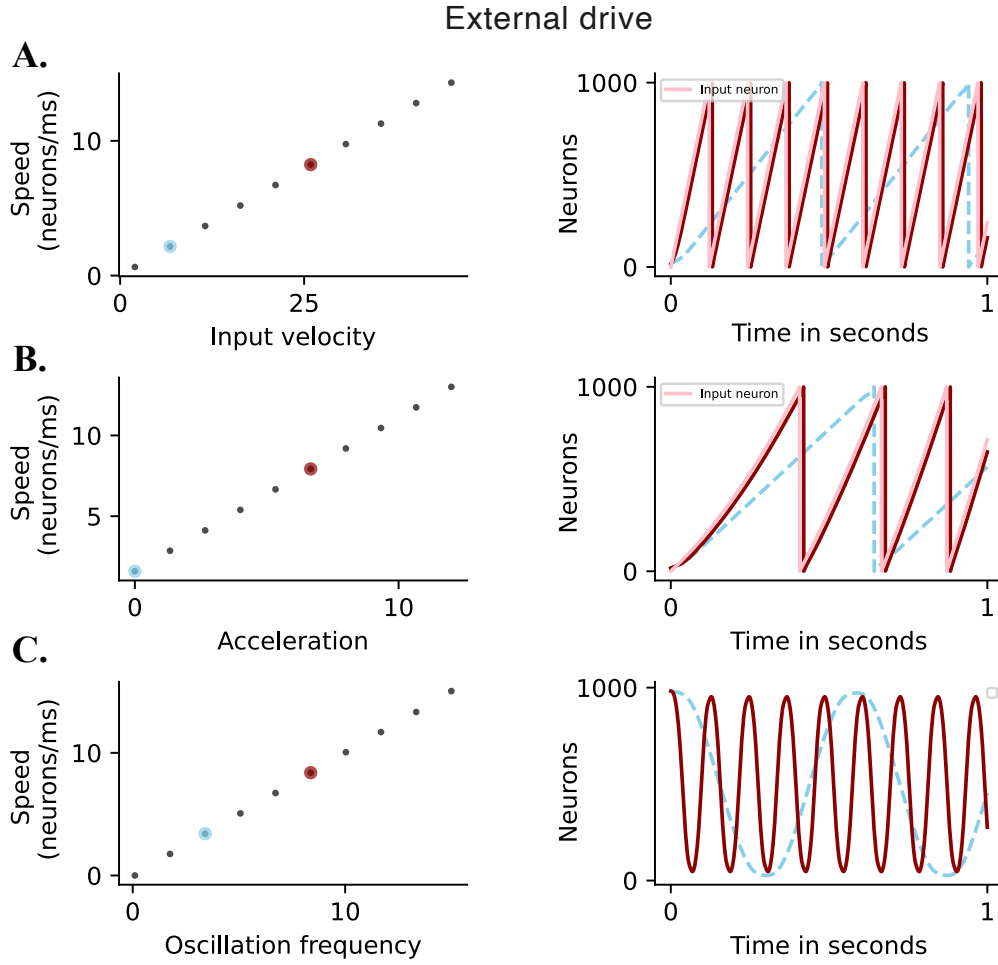 External drive
A.
Speed
(neurons/ms)
10
0
0
25
Input velocity
Neurons
1000
0
Input neuron
0
1
Time in seconds
B.
Speed
(neurons/ms)
10
5
0
10
Acceleration
Neurons
1000
0
Input neuron
0
1
Time in seconds
C.
Speed
(neurons/ms)
10
0
0
10
Oscillation frequency
Neurons
1000
0
0
1
Time in seconds